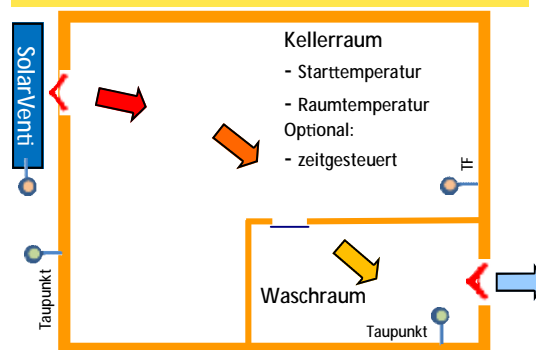 SolarVenti
Kellerraum
- Starttemperatur
- Raumtemperatur
Optional:
- zeitgesteuert
TF
Taupunkt
Waschraum
Taupunkt